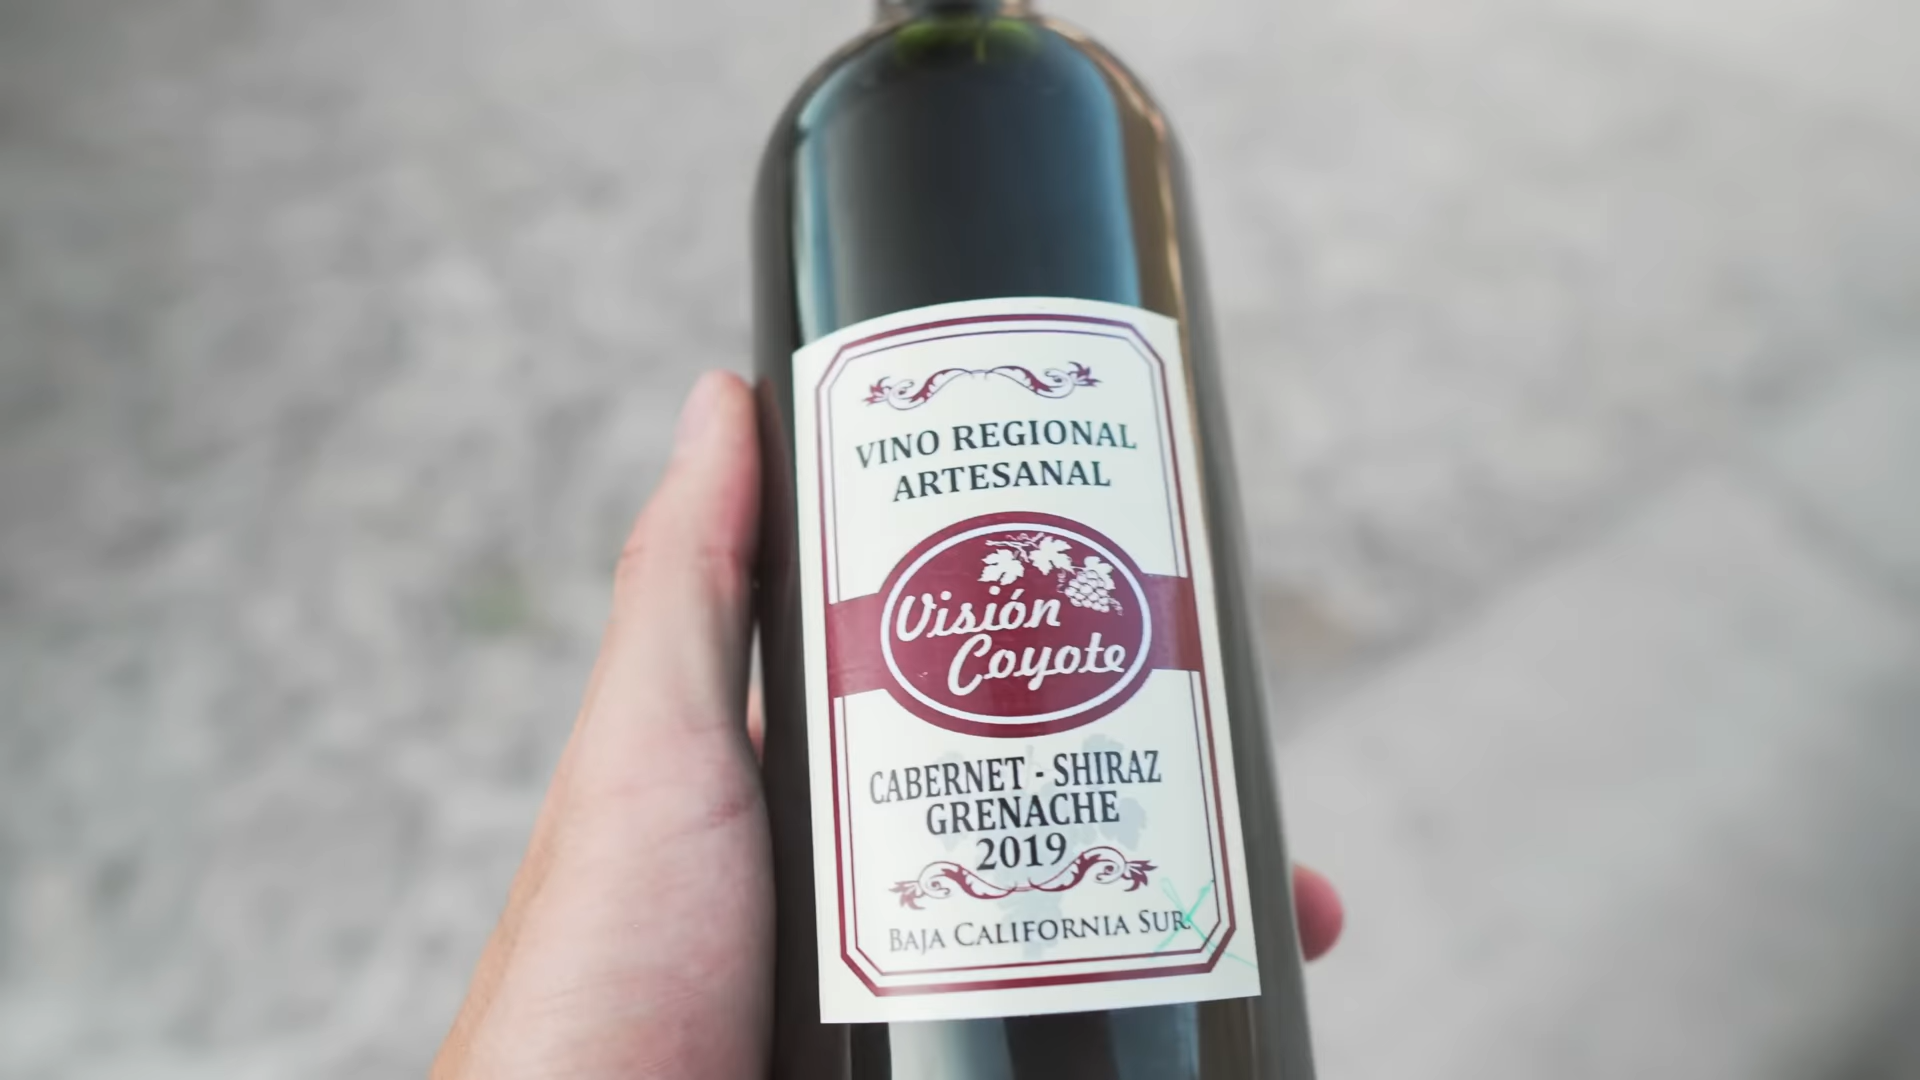 VINO REGIONAL
ARTESANAL
Visión
Coyote
CABERNET - SHIRAZ
GRENACHE
2019
BAJA CALIFORNIA SUR